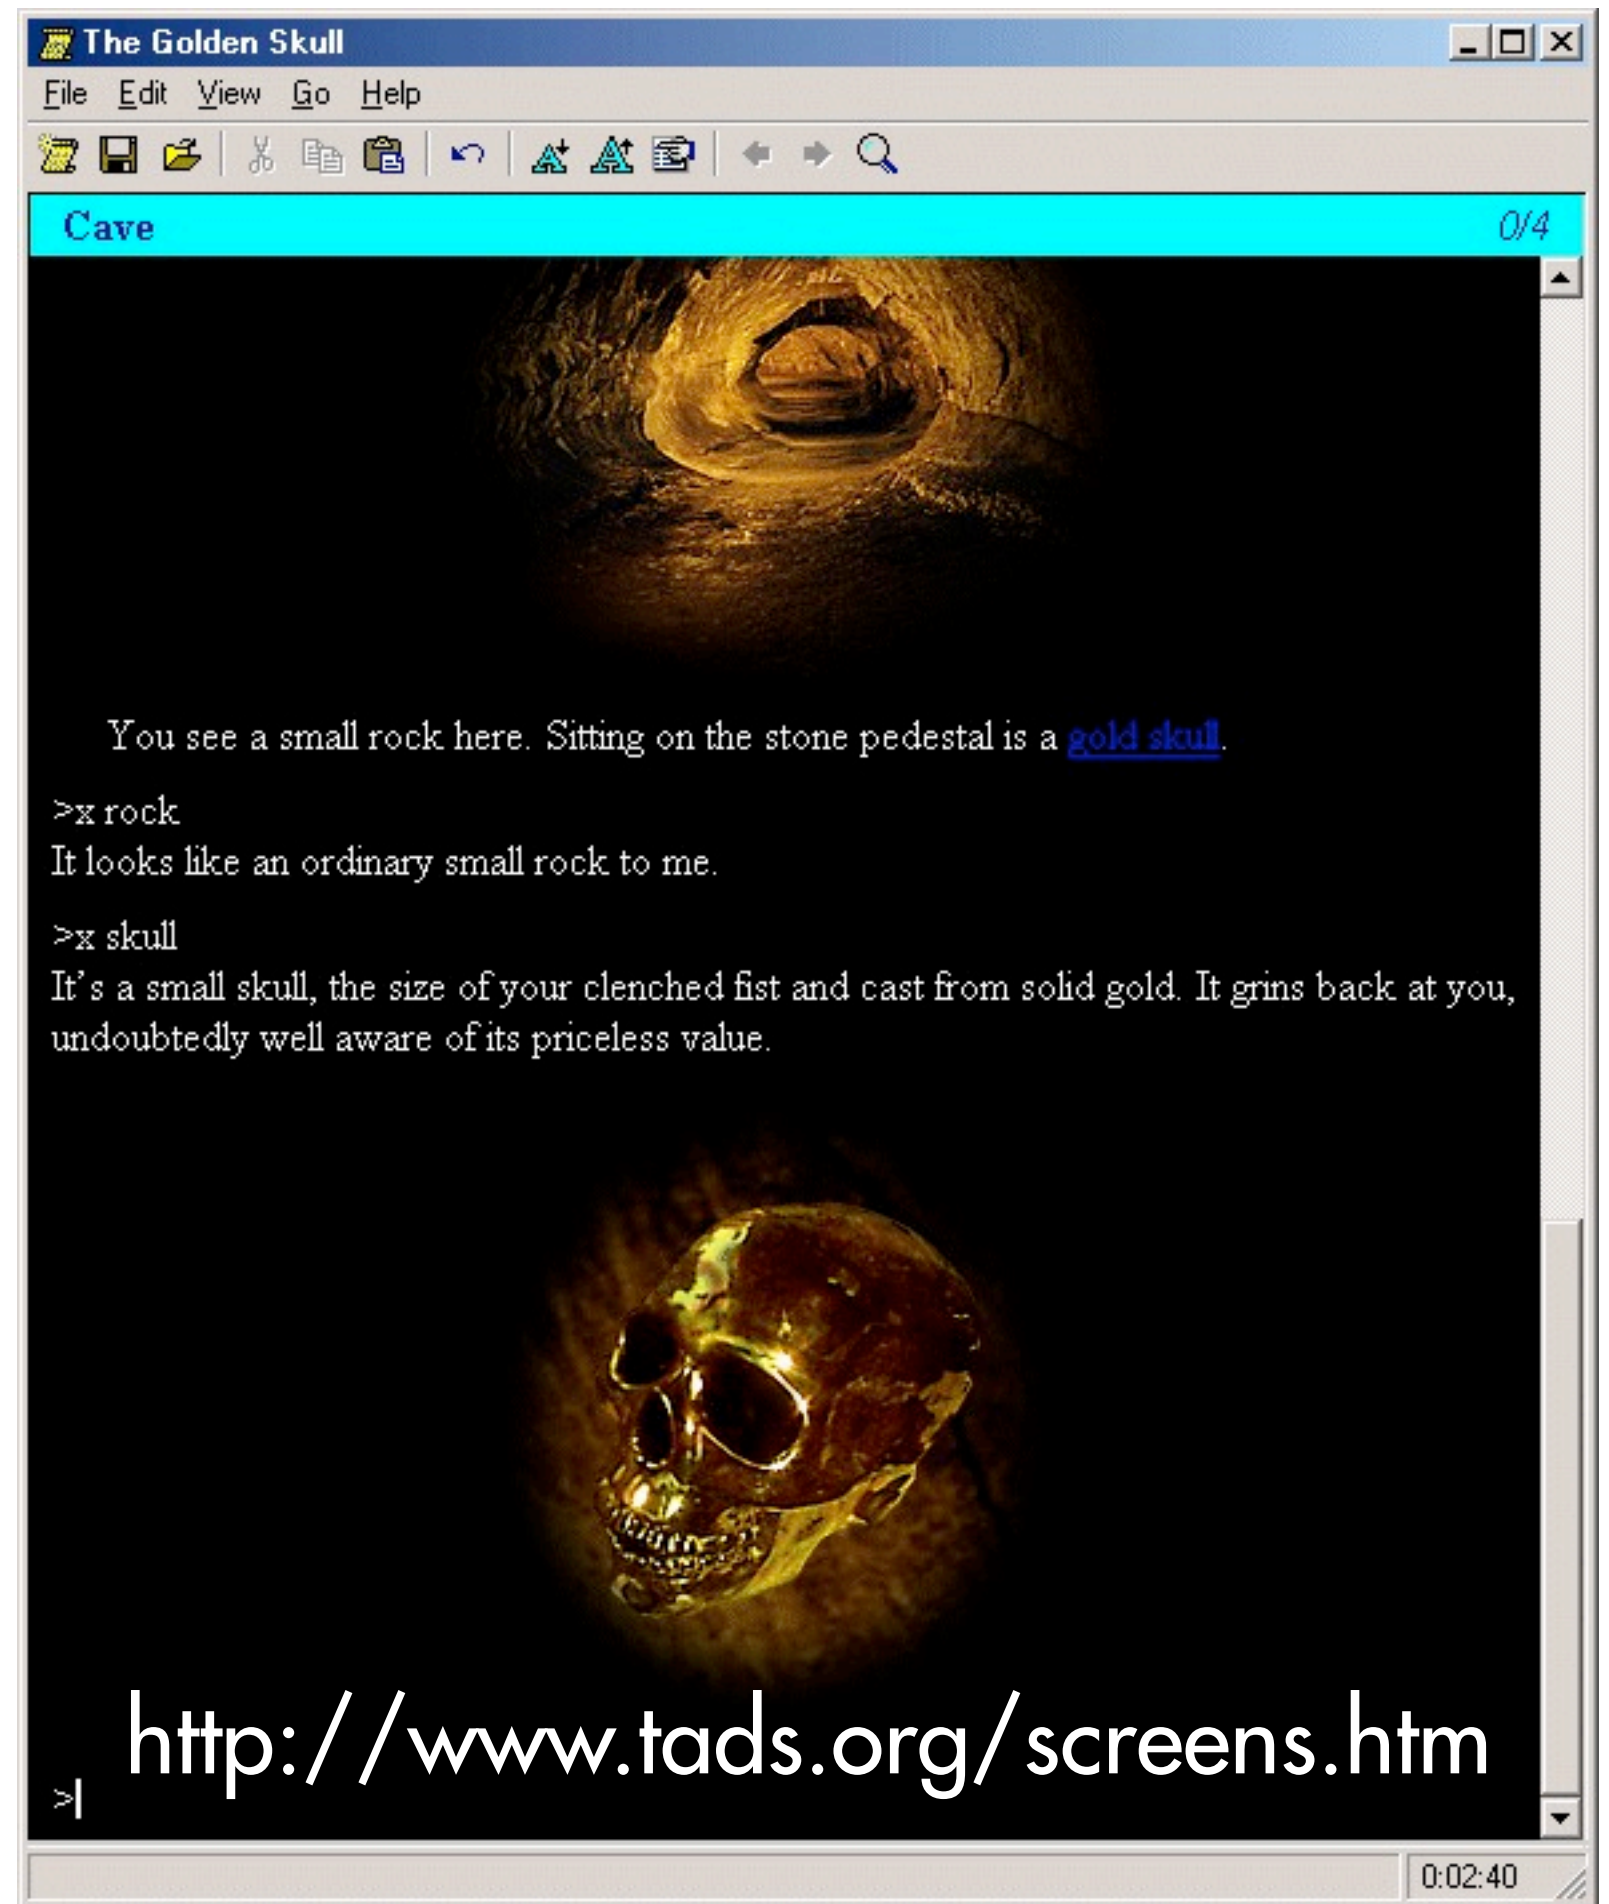 The Golden Skull
File Edit View Go Help
Cave 0/4
You see a small rock here. Sitting on the stone pedestal is a gold skull.
>x rock
It looks like an ordinary small rock to me.
>x skull
It's a small skull, the size of your clenched fist and cast from solid gold. It grins back at you,
undoubtedly well aware of its priceless value.
http://www.tads.org/screens.htm
>
0:02:40